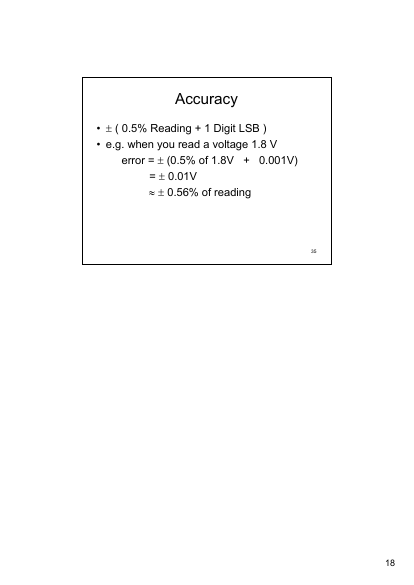 Accuracy
• ± ( 0.5% Reading + 1 Digit LSB )
• e.g. when you read a voltage 1.8 V
error = ± (0.5% of 1.8V + 0.001V)
= ± 0.01V
≈ ± 0.56% of reading
35
18